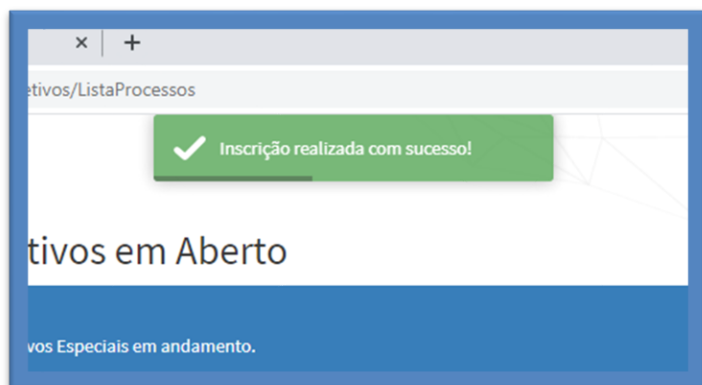 × +
etivos/ListaProcessos
Inscrição realizada com sucesso!
tivos em Aberto
vos Especiais em andamento.